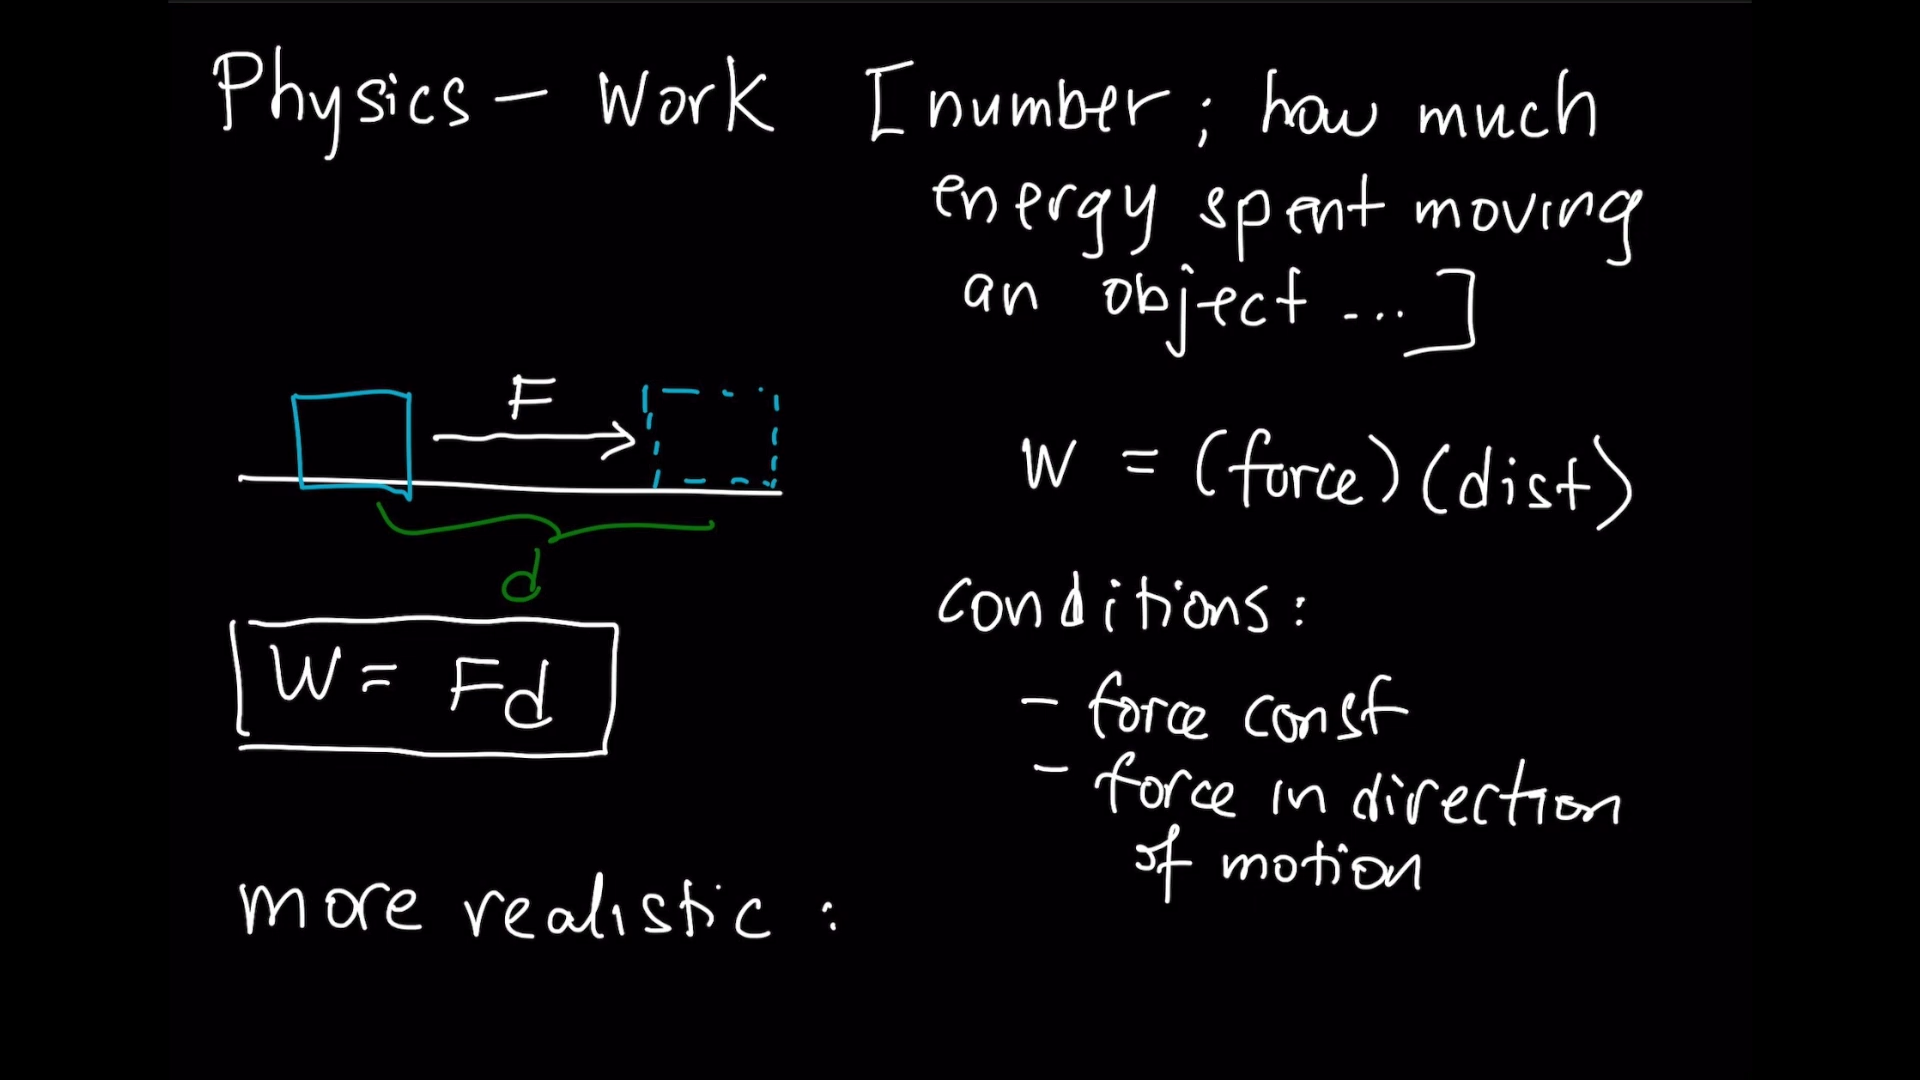 Physics - Work [number; how much
energy spent moving
an object ...]
F
d
W = Fd
W = (force)(dist)
conditions:
- force const
- force in direction
of motion
more realistic: